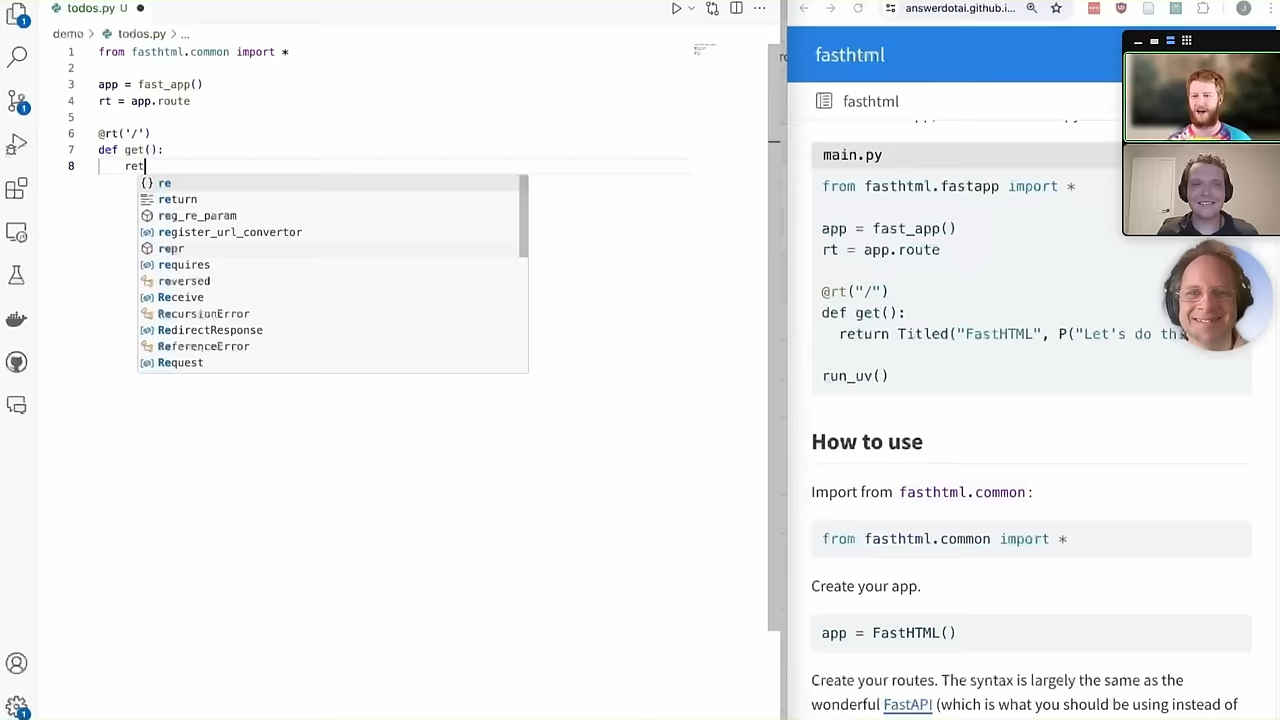 todos.py U
demo > todos.py > ...
1 from fasthtml.common import *
2
3 app = fast_app()
4 rt = app.route
5
6 @rt('/')
7 def get():
8 ret
re
return
reg_re_param
register_url_convertor
repr
requires
reversed
Receive
RecursionError
RedirectResponse
ReferenceError
Request
answerdotai.github.i...
J
fasthtml
fasthtml
main.py
from fasthtml.fastapp import *
app = fast_app()
rt = app.route
@rt("/")
def get():
return Titled("FastHTML", P("Let's do thi
run_uv()
How to use
Import from fasthtml.common:
from fasthtml.common import *
Create your app.
app = FastHTML()
Create your routes. The syntax is largely the same as the
wonderful FastAPI (which is what you should be using instead of